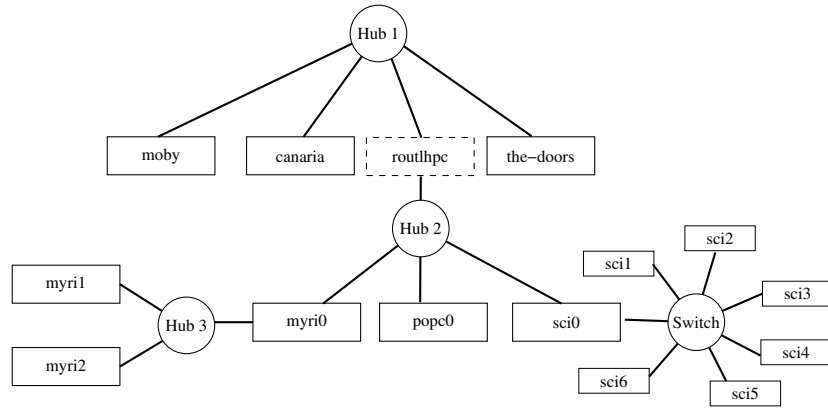 Hub 1
moby
canaria
routlhpc
the−doors
Hub 2
sci2
sci1
myri1
sci3
Hub 3
myri0
popc0
sci0
Switch
myri2
sci4
sci6
sci5